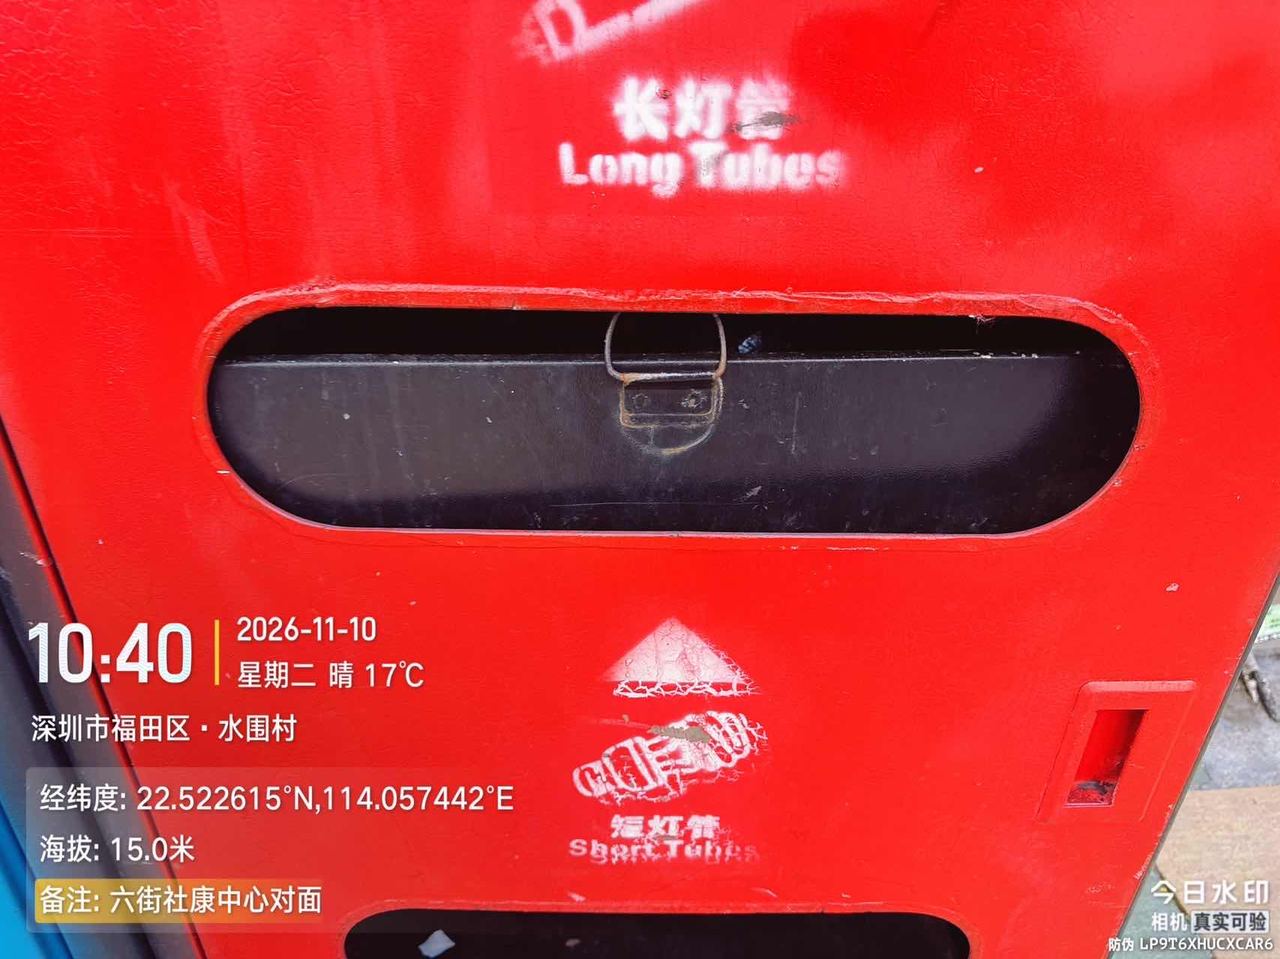 长灯管
Long Tubes
短灯管
Short Tubes
10:40
2026-11-10
星期二 晴 17℃
深圳市福田区·水围村
经纬度: 22.522615°N,114.057442°E
海拔: 15.0米
备注: 六街社康中心对面
今日水印
相机 真实可验
防伪 LP9T6XHUCXCAR6